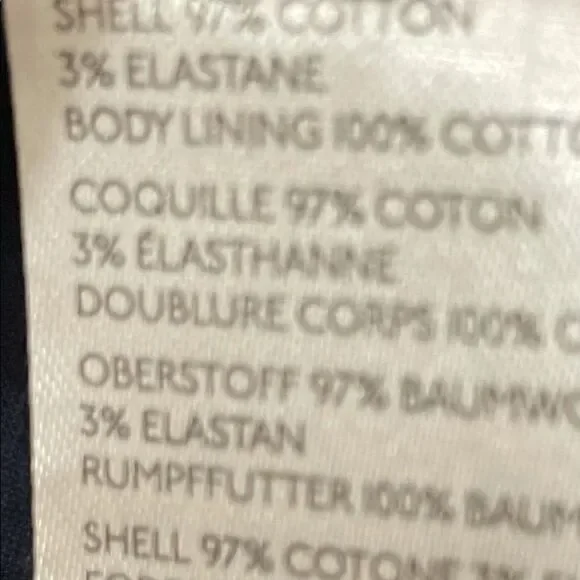 SHELL 97% COTTON
3% ELASTANE
BODY LINING 100% COTTO
COQUILLE 97% COTON
3% ÉLASTHANNE
DOUBLURE CORPS 100% C
OBERSTOFF 97% BAUMWO
3% ELASTAN
RUMPFFUTTER 100% BAUM
SHELL 97% COTONE 3% E